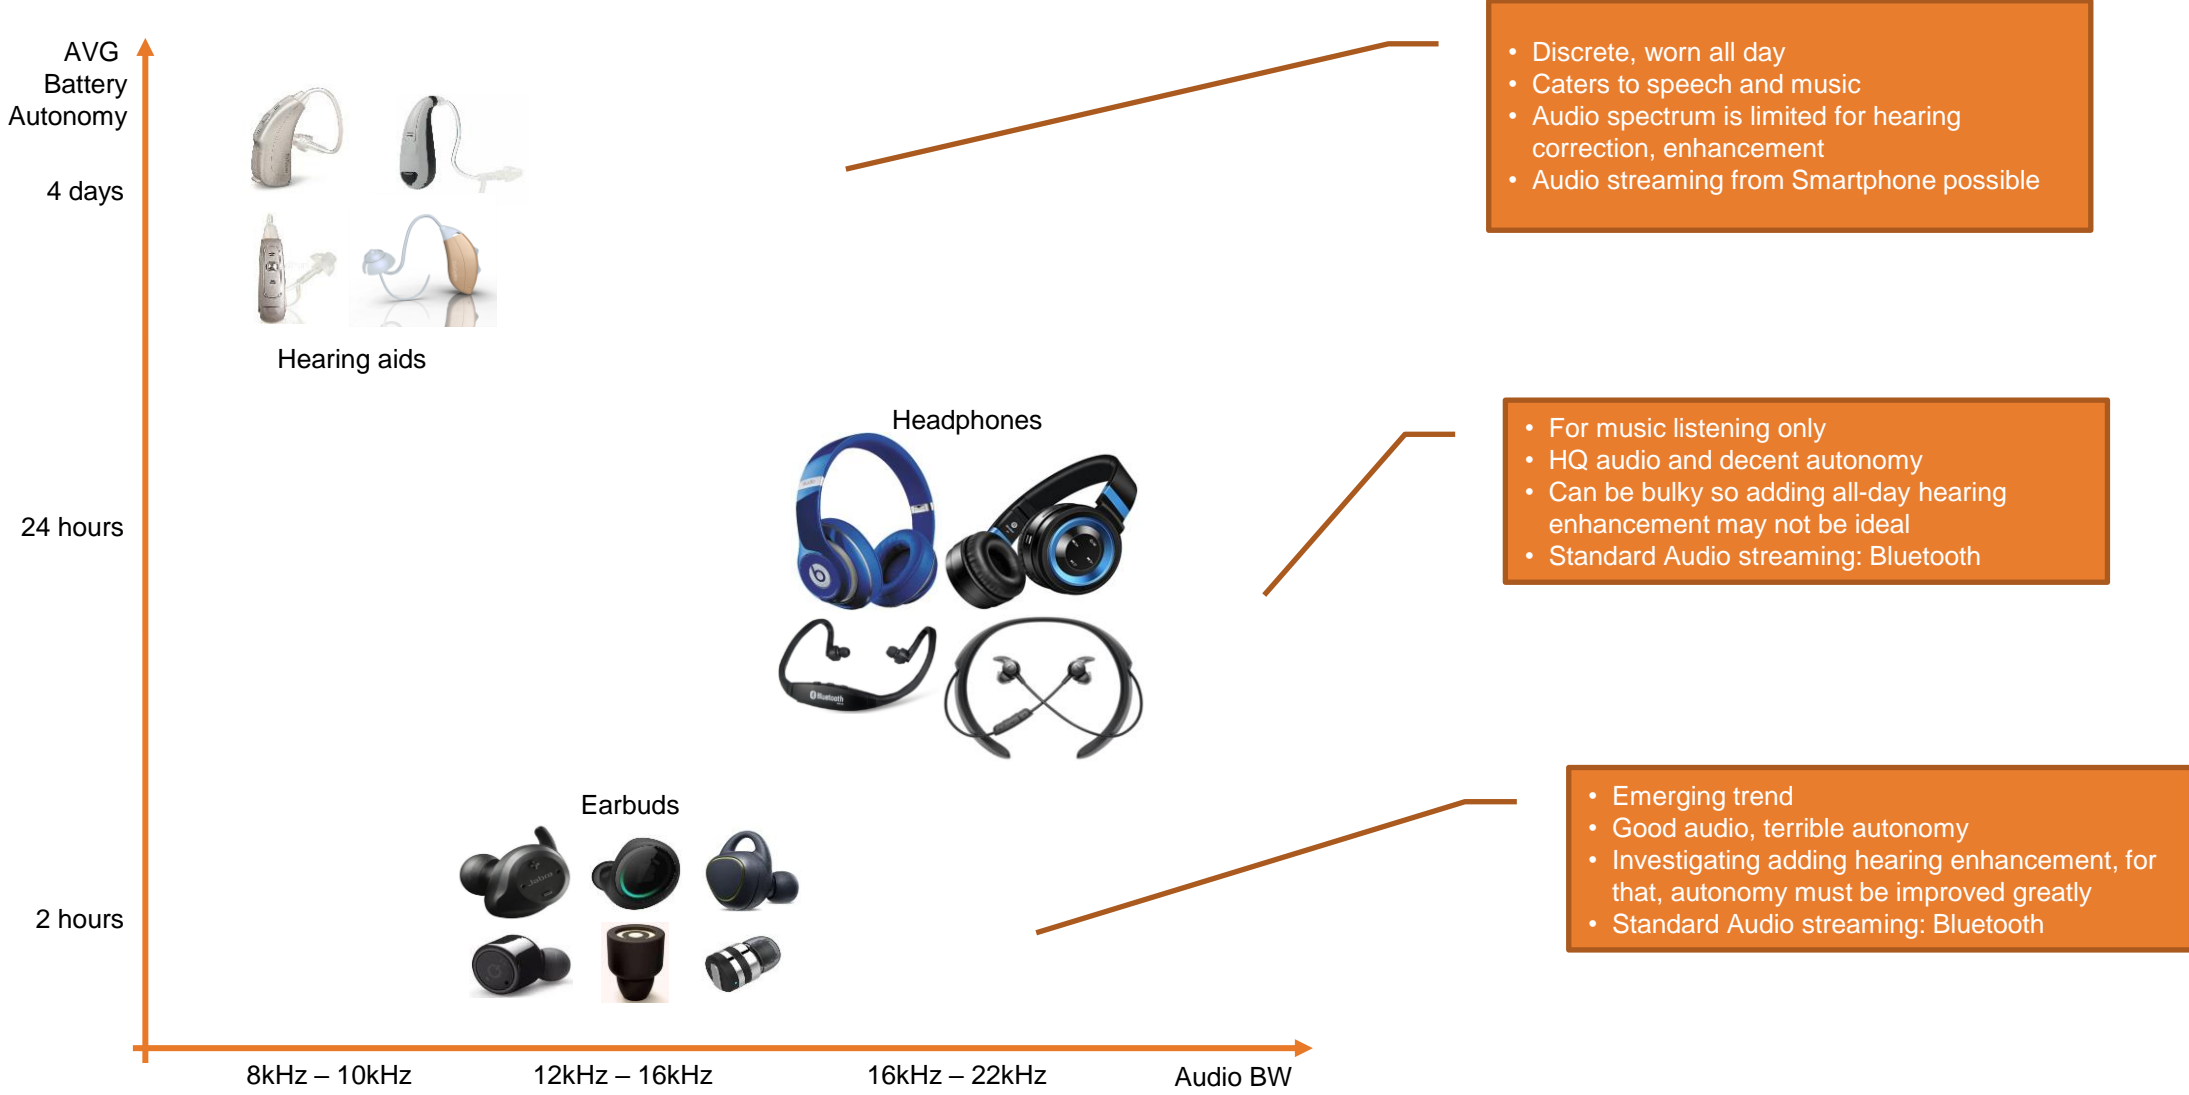 AVG
Battery
Autonomy
4 days
24 hours
2 hours
Hearing aids
Headphones
Bluetooth
Earbuds
Jabra
8kHz – 10kHz
12kHz – 16kHz
16kHz – 22kHz
Audio BW
• Discrete, worn all day
• Caters to speech and music
• Audio spectrum is limited for hearing
correction, enhancement
• Audio streaming from Smartphone possible
• For music listening only
• HQ audio and decent autonomy
• Can be bulky so adding all-day hearing
enhancement may not be ideal
• Standard Audio streaming: Bluetooth
• Emerging trend
• Good audio, terrible autonomy
• Investigating adding hearing enhancement, for
that, autonomy must be improved greatly
• Standard Audio streaming: Bluetooth